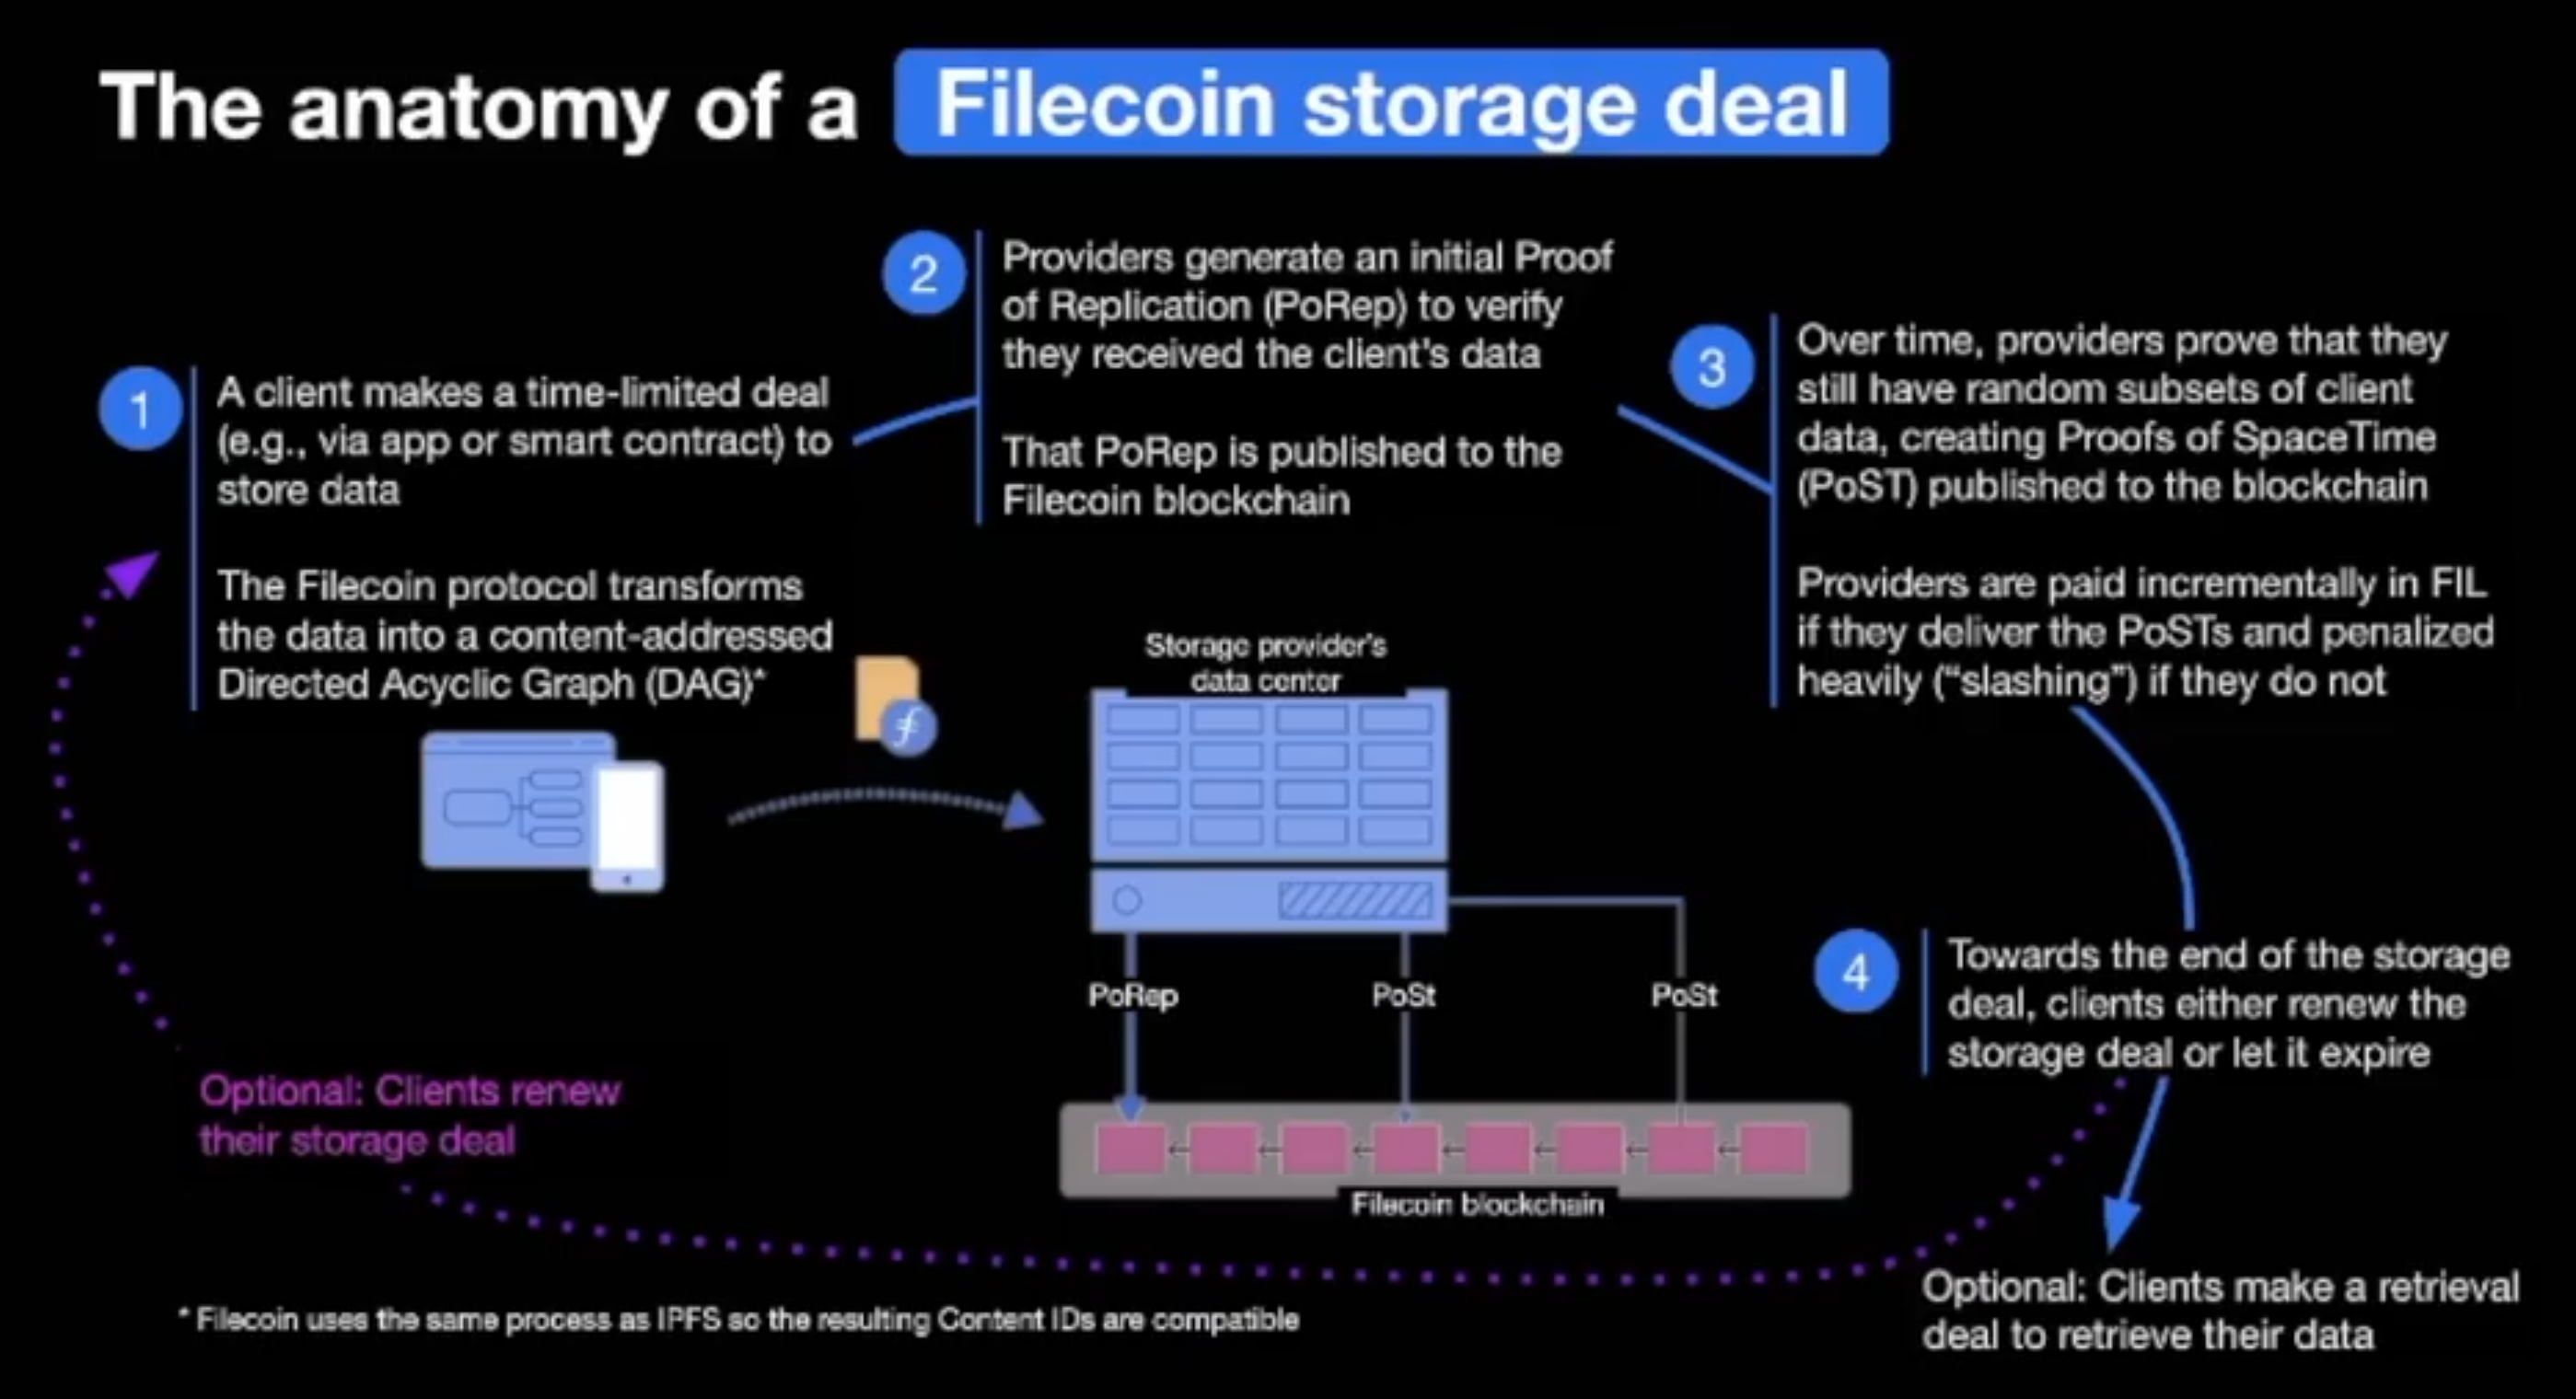 The anatomy of a Filecoin storage deal
1
A client makes a time-limited deal
(e.g., via app or smart contract) to
store data
The Filecoin protocol transforms
the data into a content-addressed
Directed Acyclic Graph (DAG)*
2
Providers generate an initial Proof
of Replication (PoRep) to verify
they received the client's data
That PoRep is published to the
Filecoin blockchain
3
Over time, providers prove that they
still have random subsets of client
data, creating Proofs of SpaceTime
(PoST) published to the blockchain
Providers are paid incrementally in FIL
if they deliver the PoSTs and penalized
heavily (“slashing”) if they do not
Storage provider's
data center
PoRep
PoSt
PoSt
Filecoin blockchain
4
Towards the end of the storage
deal, clients either renew the
storage deal or let it expire
Optional: Clients renew
their storage deal
Optional: Clients make a retrieval
deal to retrieve their data
* Filecoin uses the same process as IPFS so the resulting Content IDs are compatible